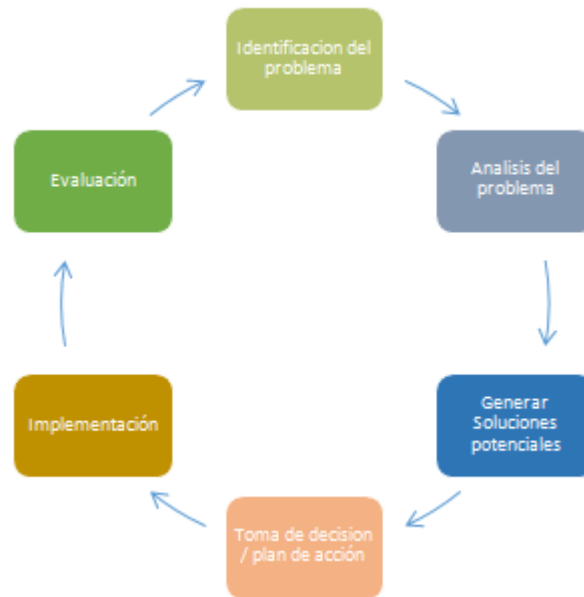 Identificacion del
problema
Analisis del
problema
Generar
Soluciones
potenciales
Toma de decision
/ plan de acción
Implementación
Evaluación